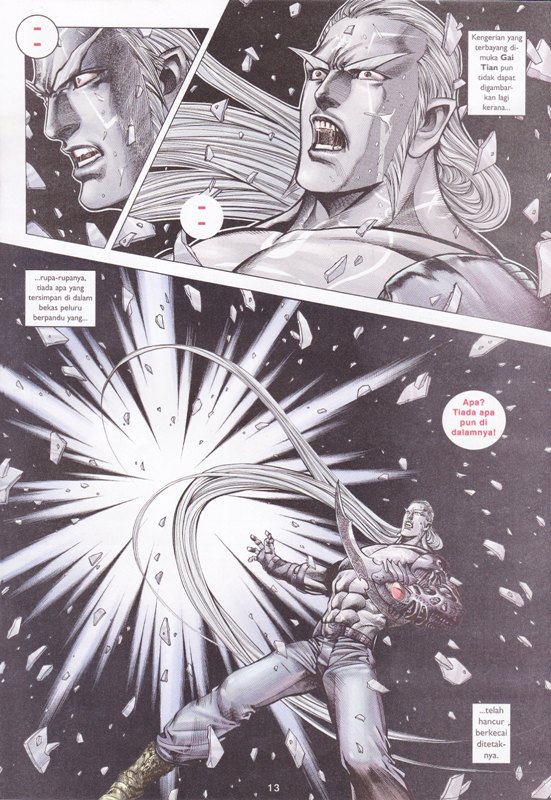 Kengerian yang
terbayang di-
muka Gai
Tian pun
tidak dapat
digambar-
kan lagi
kerana...
...rupa-rupanya,
tiada apa yang
tersimpan di dalam
bekas peluru
berpandu yang...
Apa?
Tiada apa
pun di
dalamnya!
...telah
hancur
berkecai
ditetak-
nya.
13